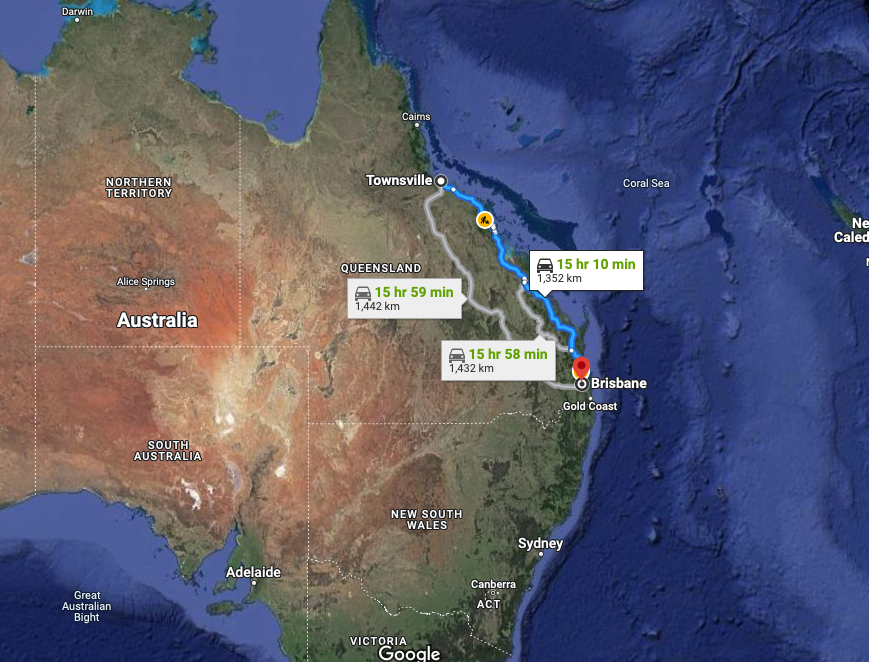 Darwin
Cairns
Townsville
NORTHERN
TERRITORY
Coral Sea
Ne
Caled
QUEENSLAND
15 hr 10 min
1,352 km
Alice Springs
15 hr 59 min
1,442 km
Australia
15 hr 58 min
1,432 km
Brisbane
Gold Coast
SOUTH
AUSTRALIA
NEW SOUTH
WALES
Sydney
Adelaide
Canberra
ACT
Great
Australian
Bight
VICTORIA
Google